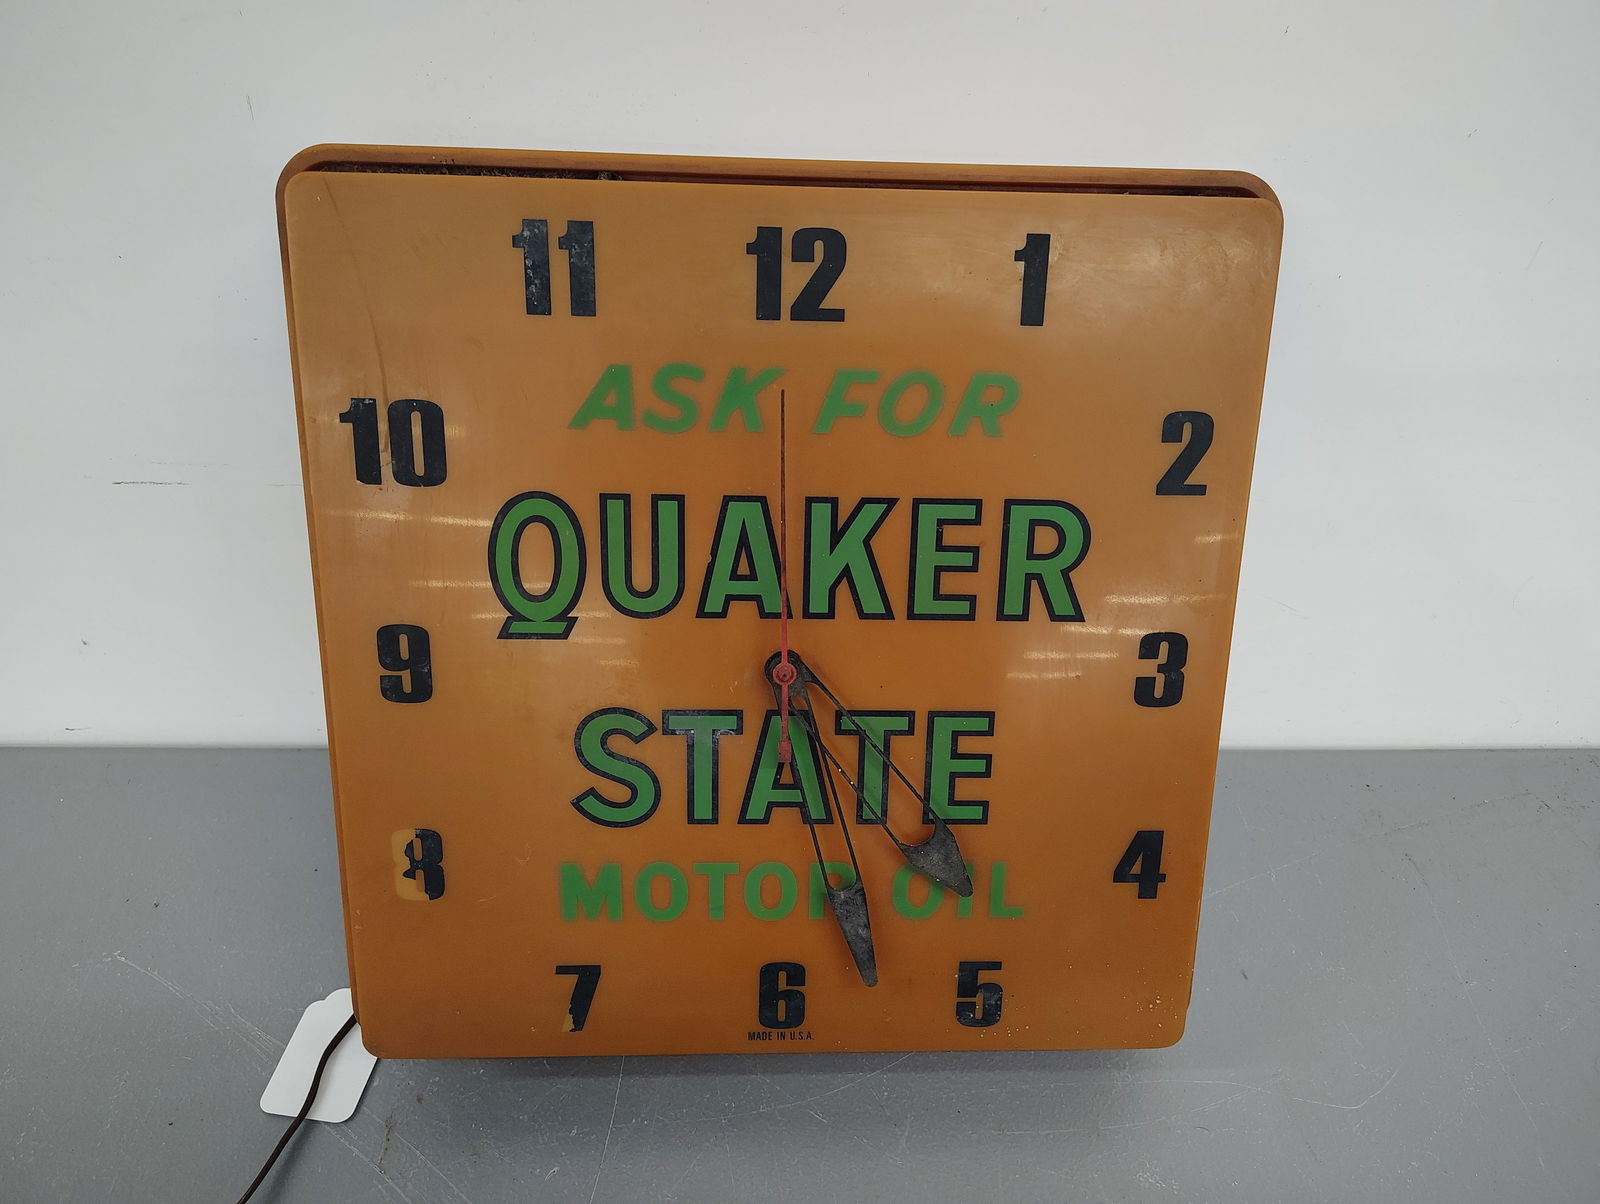 11 12 1
ASK FOR
10 2
QUAKER
9 3
STATE
8 4
MOTOR OIL
7 6 5
MADE IN U.S.A.